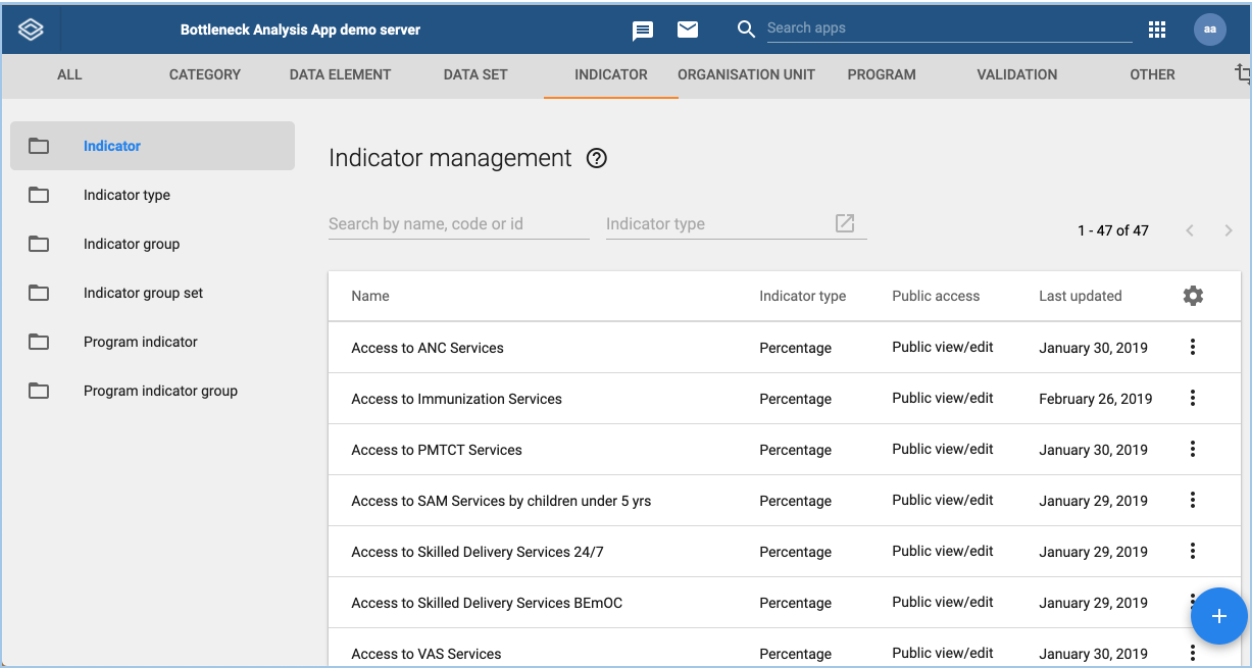 Bottleneck Analysis App demo server Search apps aa
ALL CATEGORY DATA ELEMENT DATA SET INDICATOR ORGANISATION UNIT PROGRAM VALIDATION OTHER
Indicator
Indicator type
Indicator group
Indicator group set
Program indicator
Program indicator group
Indicator management
Search by name, code or id Indicator type 1 - 47 of 47
Name Indicator type Public access Last updated
Access to ANC Services Percentage Public view/edit January 30, 2019
Access to Immunization Services Percentage Public view/edit February 26, 2019
Access to PMTCT Services Percentage Public view/edit January 30, 2019
Access to SAM Services by children under 5 yrs Percentage Public view/edit January 29, 2019
Access to Skilled Delivery Services 24/7 Percentage Public view/edit January 29, 2019
Access to Skilled Delivery Services BEmOC Percentage Public view/edit January 29, 2019
Access to VAS Services Percentage Public view/edit January 30, 2019